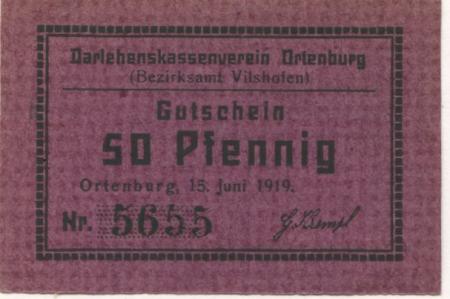 Darlehenskassenverein Ortenburg
(Bezirksamt Vilshofen)
Gutschein
50 Pfennig
Ortenburg, 15. Juni 1919.
Nr. 5655